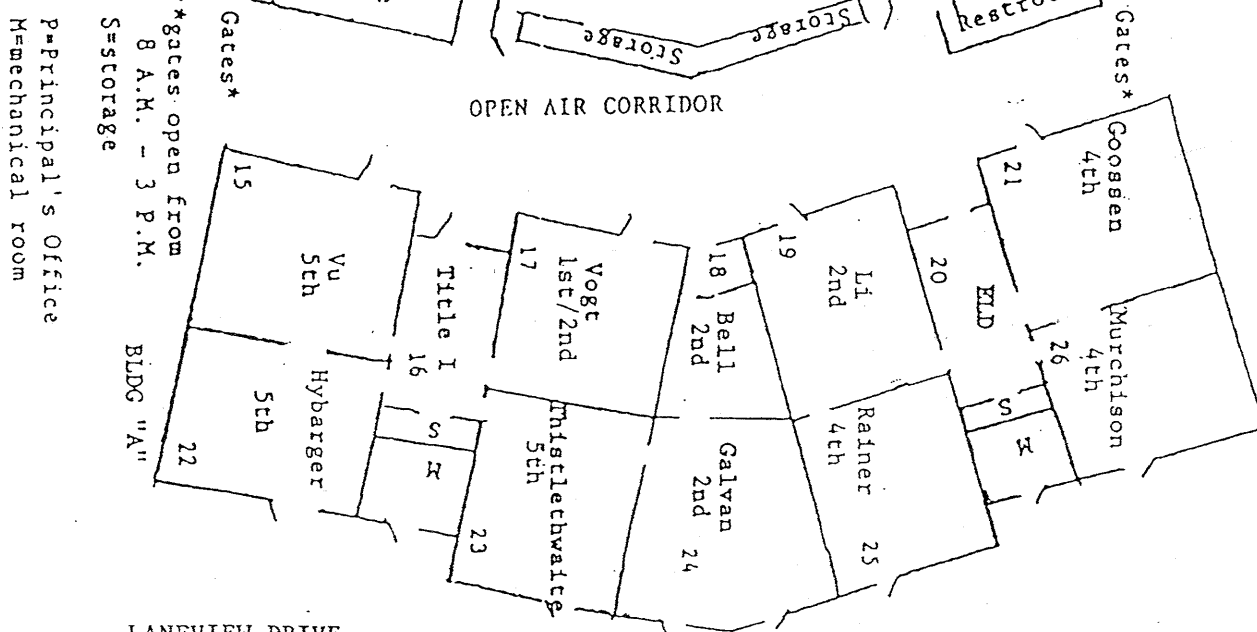 Gates*
Storage
Storage
Gates*
**gates open from
8 A.M. - 3 P.M.
S=storage
P=Principal's Office
M=mechanical room
OPEN AIR CORRIDOR
15
Vu
5th
Title I
16
17
Vogt
1st/2nd
18
Bell
2nd
19
Li
2nd
20
ELD
21
Goossen
4th
Murchison
4th
26
Hybarger
5th
22
S
M
Thistlethwaite
5th
23
Galvan
2nd
24
Rainer
4th
25
S
M
BLDG "A"
LANEVIEW DRIVE